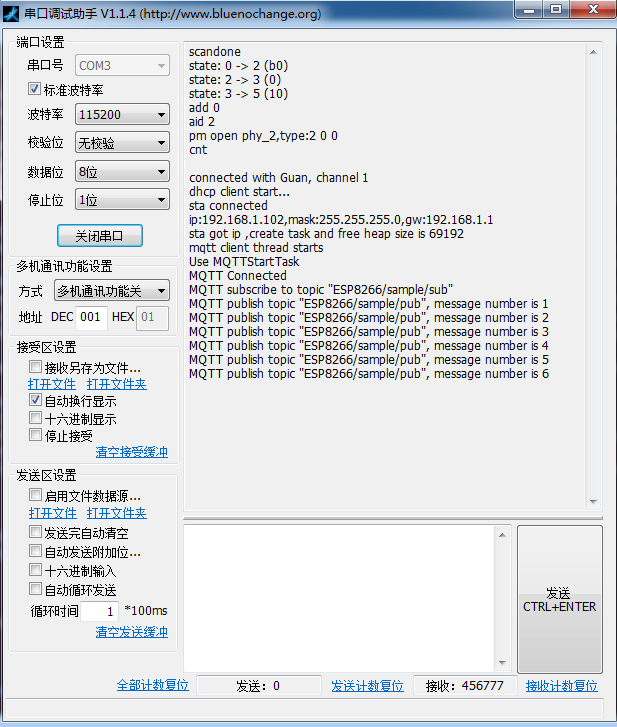 串口调试助手 V1.1.4 (http://www.bluenochange.org)
端口设置
串口号 COM3
标准波特率
波特率 115200
校验位 无校验
数据位 8位
停止位 1位
关闭串口
多机通讯功能设置
方式 多机通讯功能关
地址 DEC 001 HEX 01
接受区设置
接收另存为文件...
打开文件 打开文件夹
自动换行显示
十六进制显示
停止接受
清空接受缓冲
发送区设置
启用文件数据源...
打开文件 打开文件夹
发送完自动清空
自动发送附加位...
十六进制输入
自动循环发送
循环时间 1 *100ms
清空发送缓冲
scandone
state: 0 -> 2 (b0)
state: 2 -> 3 (0)
state: 3 -> 5 (10)
add 0
aid 2
pm open phy_2,type:2 0 0
cnt
connected with Guan, channel 1
dhcp client start...
sta connected
ip:192.168.1.102,mask:255.255.255.0,gw:192.168.1.1
sta got ip ,create task and free heap size is 69192
mqtt client thread starts
Use MQTTStartTask
MQTT Connected
MQTT subscribe to topic "ESP8266/sample/sub"
MQTT publish topic "ESP8266/sample/pub", message number is 1
MQTT publish topic "ESP8266/sample/pub", message number is 2
MQTT publish topic "ESP8266/sample/pub", message number is 3
MQTT publish topic "ESP8266/sample/pub", message number is 4
MQTT publish topic "ESP8266/sample/pub", message number is 5
MQTT publish topic "ESP8266/sample/pub", message number is 6
发送
CTRL+ENTER
全部计数复位 发送：0 发送计数复位 接收：456777 接收计数复位